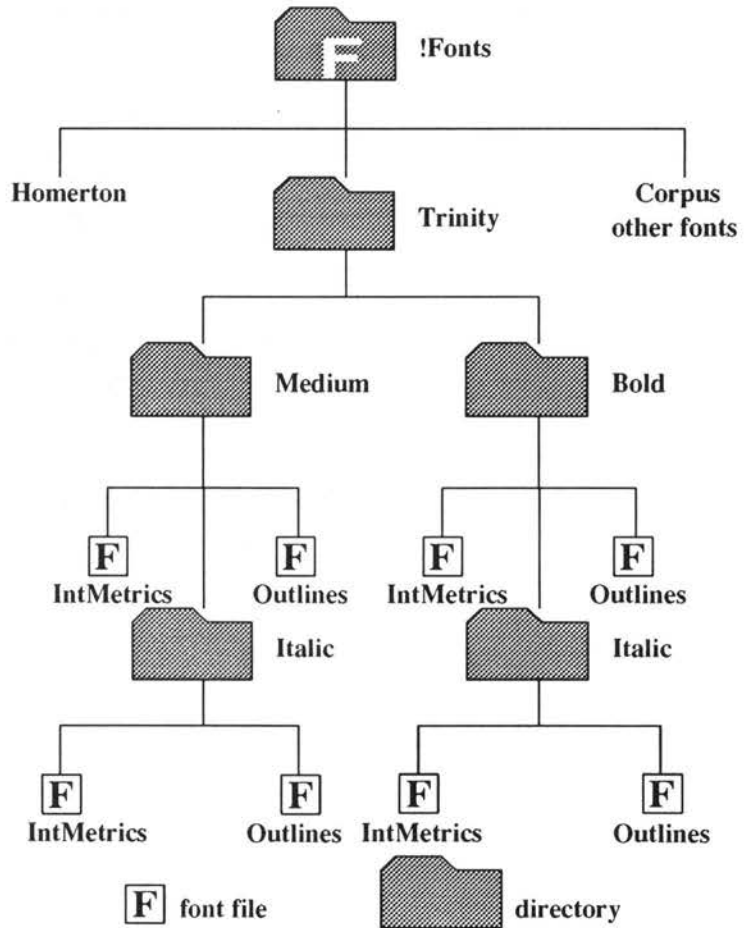 F !Fonts
Homerton
Trinity
Corpus
other fonts
Medium
Bold
F F F F
IntMetrics Outlines IntMetrics Outlines
Italic
Italic
F F F F
IntMetrics Outlines IntMetrics Outlines
F font file directory